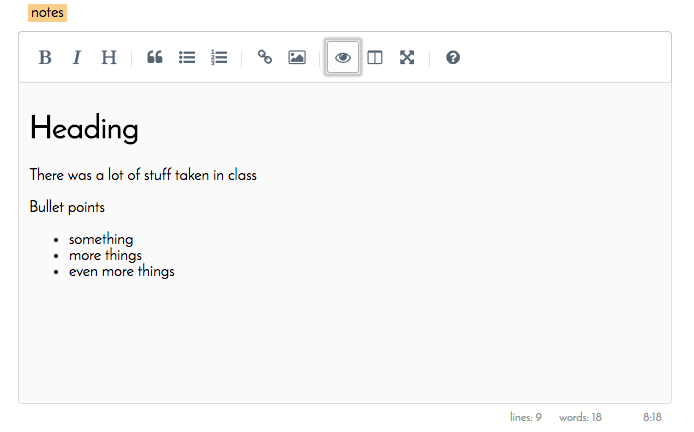 notes
B I H
Heading
There was a lot of stuff taken in class
Bullet points
• something
• more things
• even more things
lines: 9 words: 18 8:18